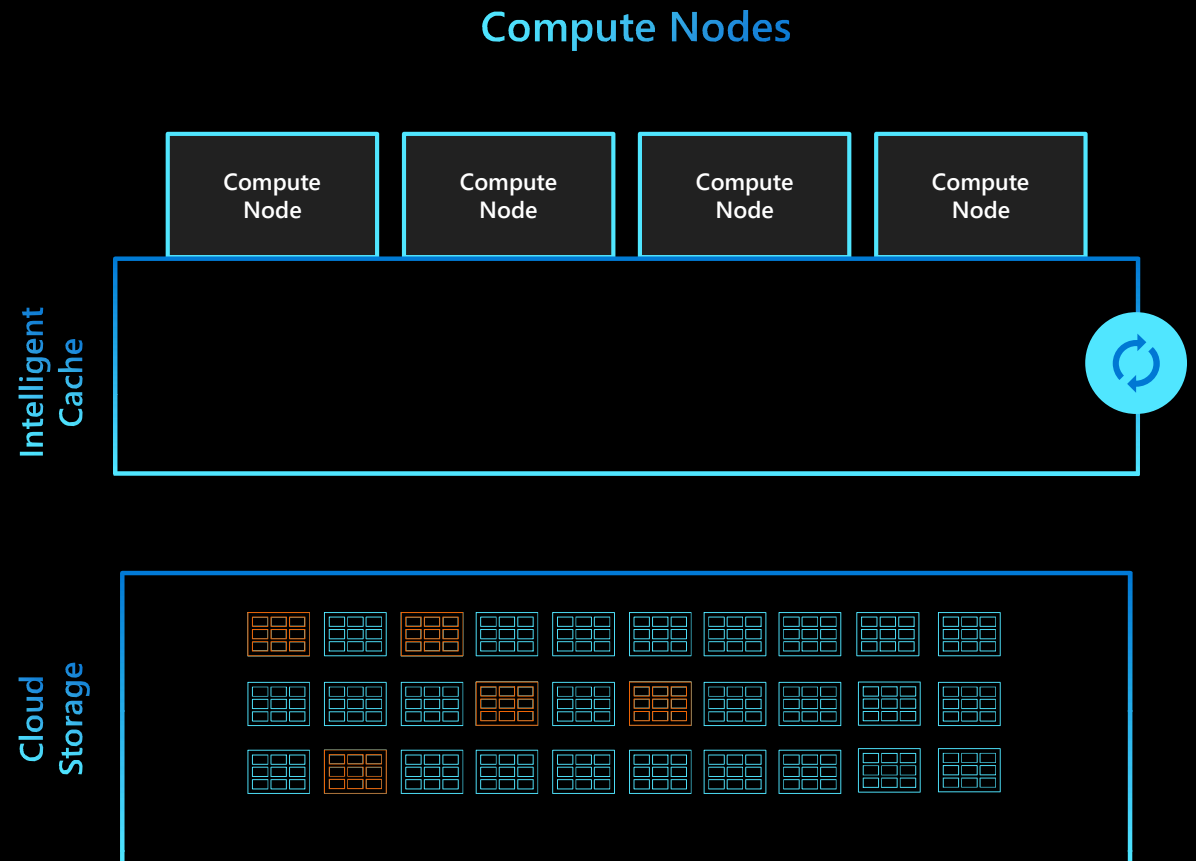 Compute Nodes
Compute
Node
Compute
Node
Compute
Node
Compute
Node
Intelligent
Cache
Cloud
Storage